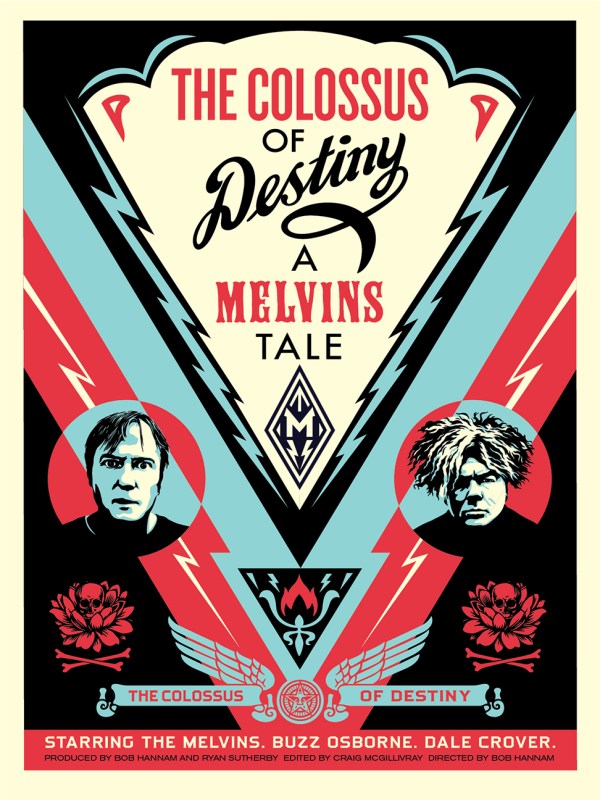 THE COLOSSUS
OF
Destiny
A
MELVINS
TALE
M
THE COLOSSUS OF DESTINY
STARRING THE MELVINS. BUZZ OSBORNE. DALE CROVER.
PRODUCED BY BOB HANNAM AND RYAN SUTHERBY EDITED BY CRAIG MCGILLIVRAY DIRECTED BY BOB HANNAM